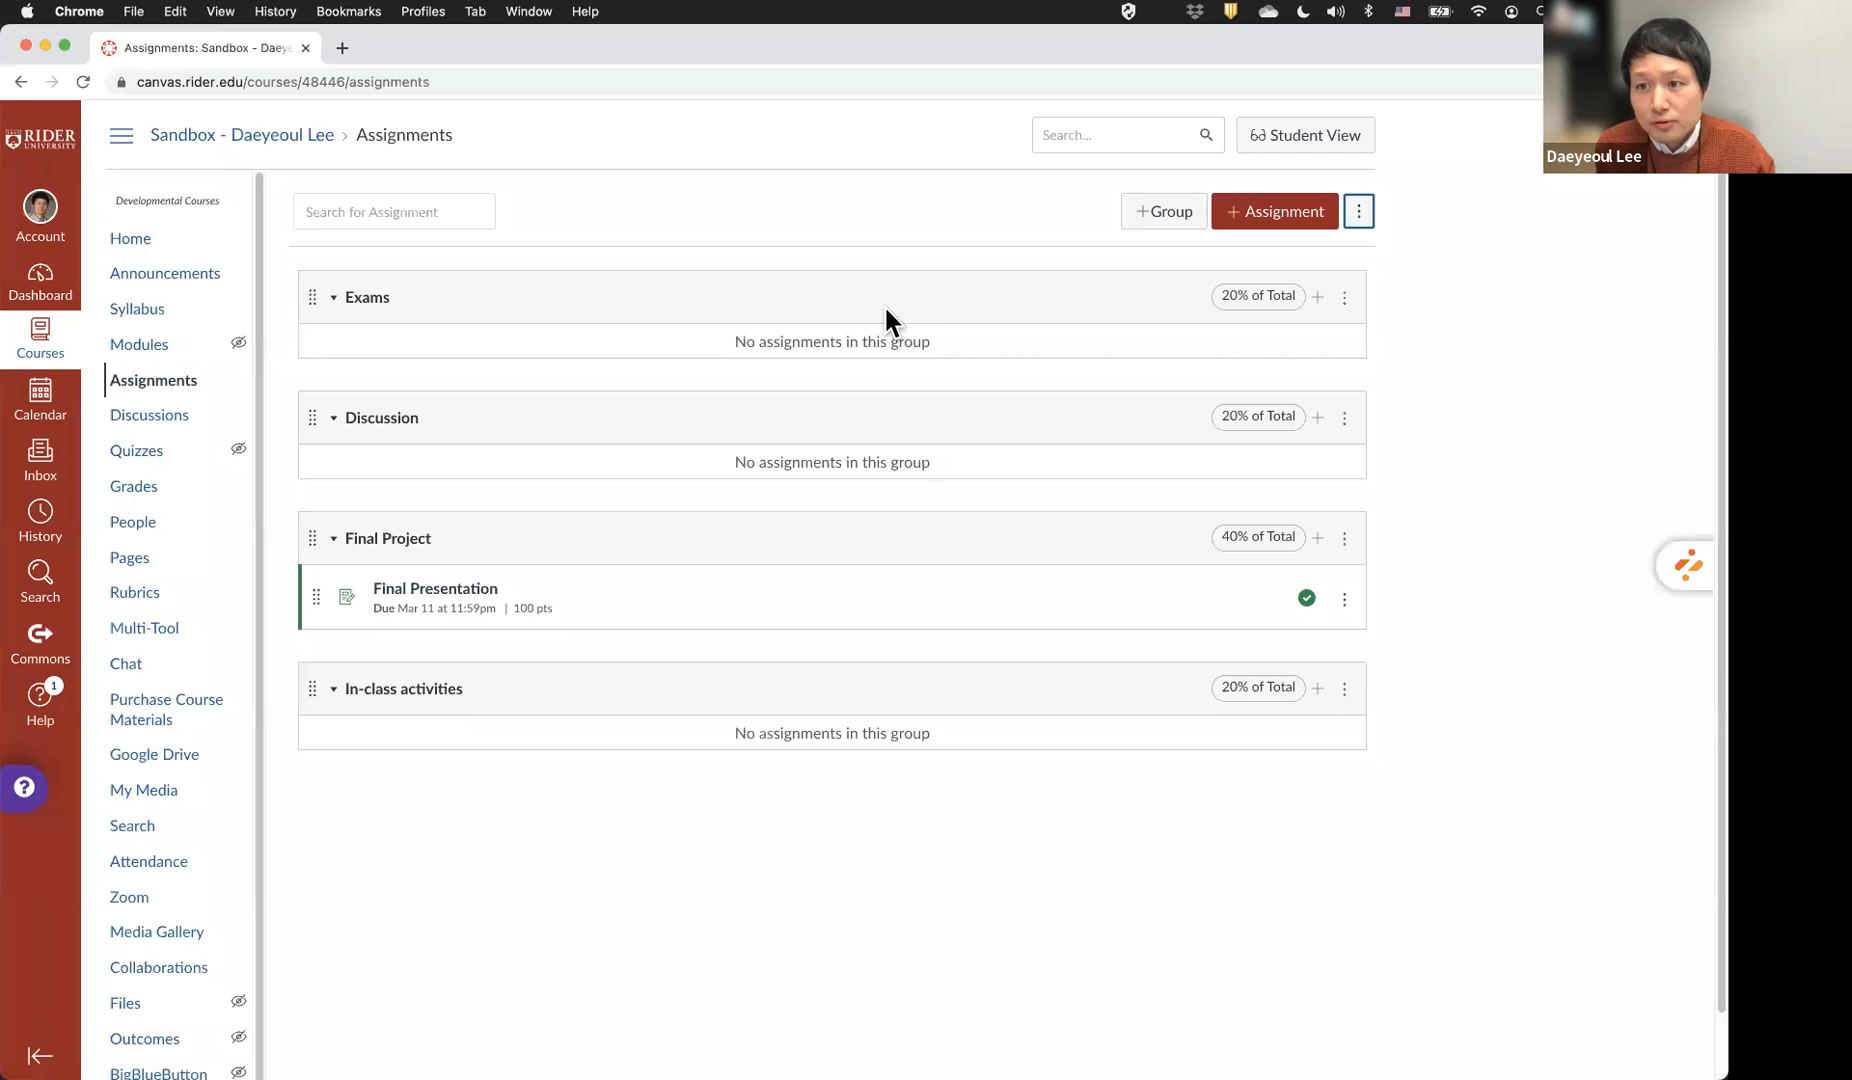 Chrome File Edit View History Bookmarks Profiles Tab Window Help
Assignments: Sandbox - Daeye
canvas.rider.edu/courses/48446/assignments
Daeyeoul Lee
RIDER
UNIVERSITY
Account
Dashboard
Courses
Calendar
Inbox
History
Search
Commons
1
Help
Sandbox - Daeyeoul Lee › Assignments
Search...
Student View
Developmental Courses
Home
Announcements
Syllabus
Modules
Assignments
Discussions
Quizzes
Grades
People
Pages
Rubrics
Multi-Tool
Chat
Purchase Course
Materials
Google Drive
My Media
Search
Attendance
Zoom
Media Gallery
Collaborations
Files
Outcomes
BigBlueButton
Search for Assignment
+Group
+ Assignment
Exams
20% of Total
No assignments in this group
Discussion
20% of Total
No assignments in this group
Final Project
40% of Total
Final Presentation
Due Mar 11 at 11:59pm | 100 pts
In-class activities
20% of Total
No assignments in this group